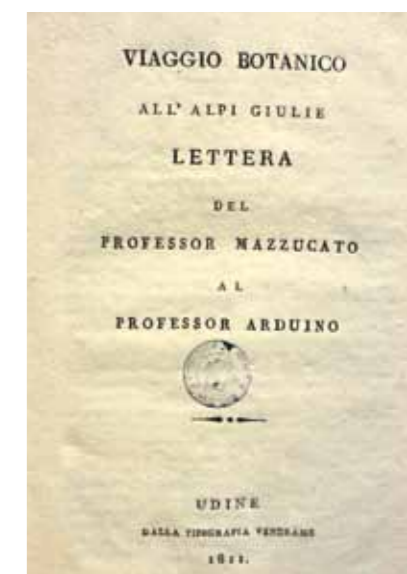 VIAGGIO BOTANICO
ALL' ALPI GIULIE
LETTERA
DEL
PROFESSOR MAZZUCATO
AL
PROFESSOR ARDUINO
UDINE
DALLA TIPOGRAFIA VENDRAME
1811.